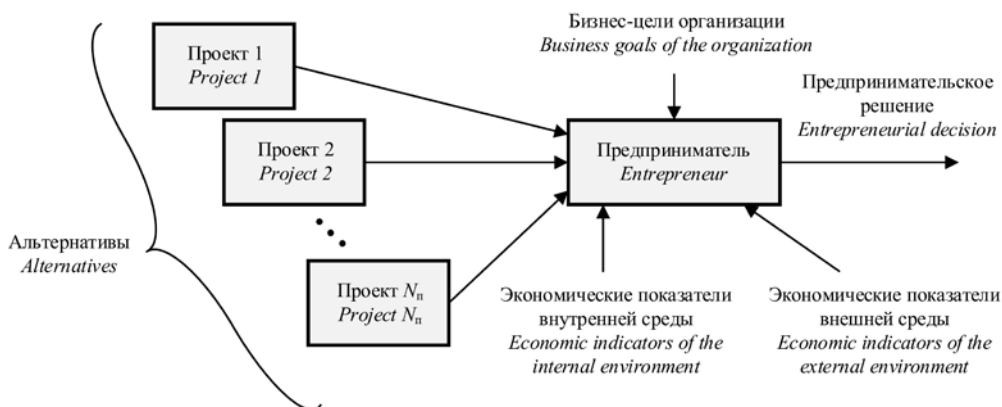 Проект 1
Project 1
Бизнес-цели организации
Business goals of the organization
Предпринимательское
решение
Entrepreneurial decision
Проект 2
Project 2
Предприниматель
Entrepreneur
Альтернативы
Alternatives
Проект Nп
Project Nп
Экономические показатели
внутренней среды
Economic indicators of the
internal environment
Экономические показатели
внешней среды
Economic indicators of the
external environment